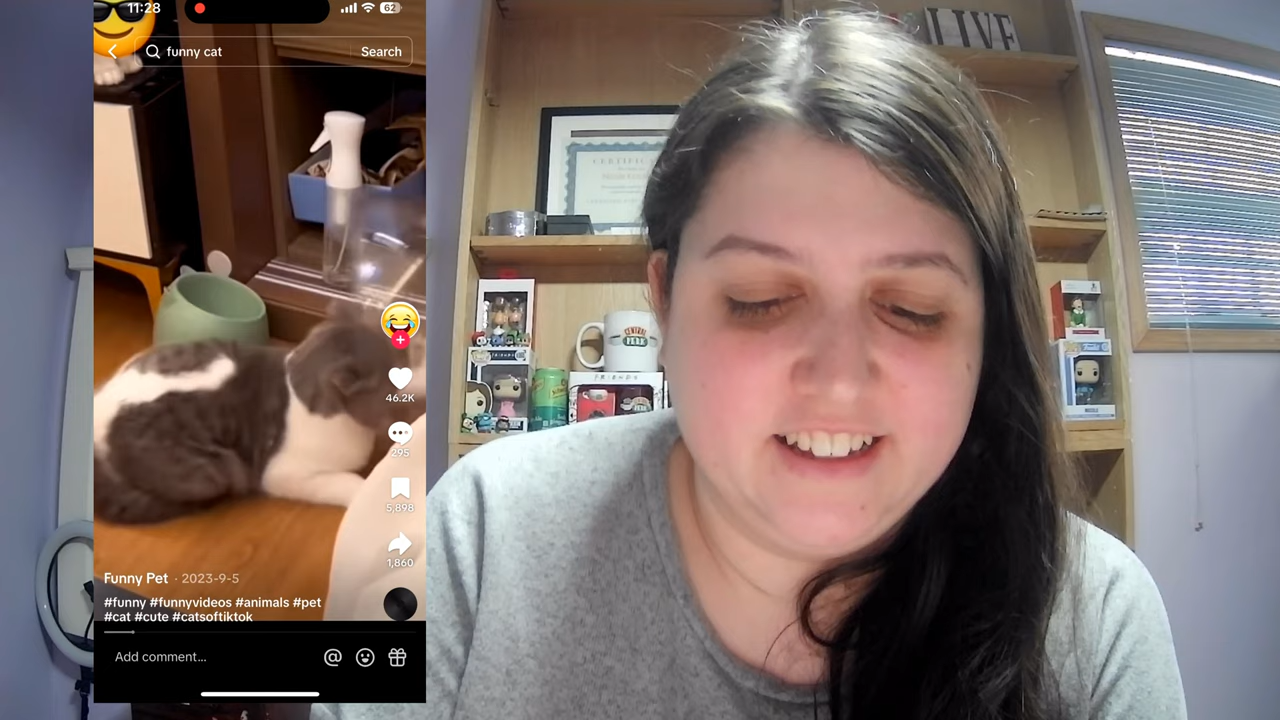 11:28
62
funny cat
Search
46.2K
295
5,898
1,860
Funny Pet · 2023-9-5
#funny #funnyvideos #animals #pet
#cat #cute #catsoftiktok
Add comment...
LIVE
CENTRAL
PERK
FRIENDS